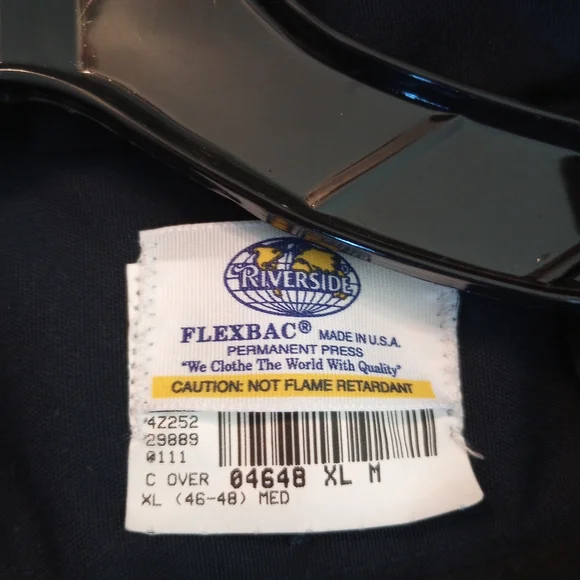 RIVERSIDE
FLEXBAC® MADE IN U.S.A.
PERMANENT PRESS
"We Clothe The World With Quality"
CAUTION: NOT FLAME RETARDANT
4Z252
29889
0111
C OVER 04648 XL M
XL (46-48) MED